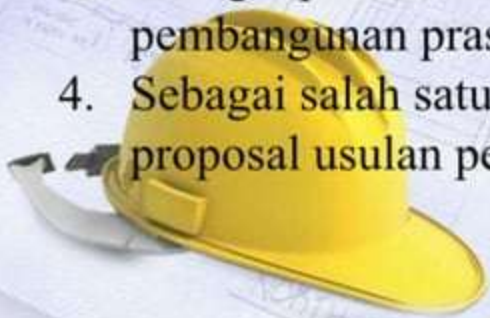 pembangunan pras
4. Sebagai salah satu
proposal usulan pe